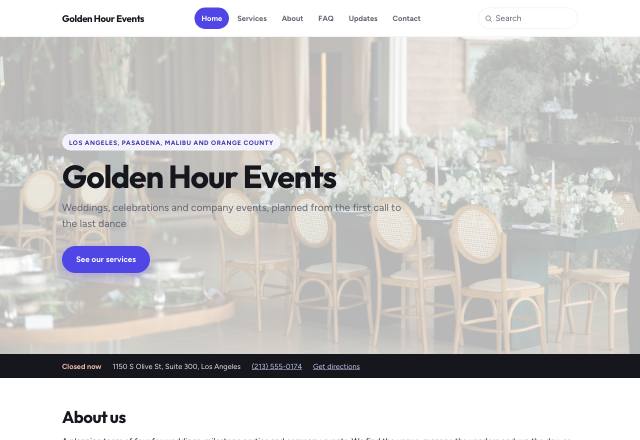 Golden Hour Events
Home Services About FAQ Updates Contact
Search
LOS ANGELES, PASADENA, MALIBU AND ORANGE COUNTY
Golden Hour Events
Weddings, celebrations and company events, planned from the first call to
the last dance
See our services
Closed now 1150 S Olive St, Suite 300, Los Angeles (213) 555-0174 Get directions
About us